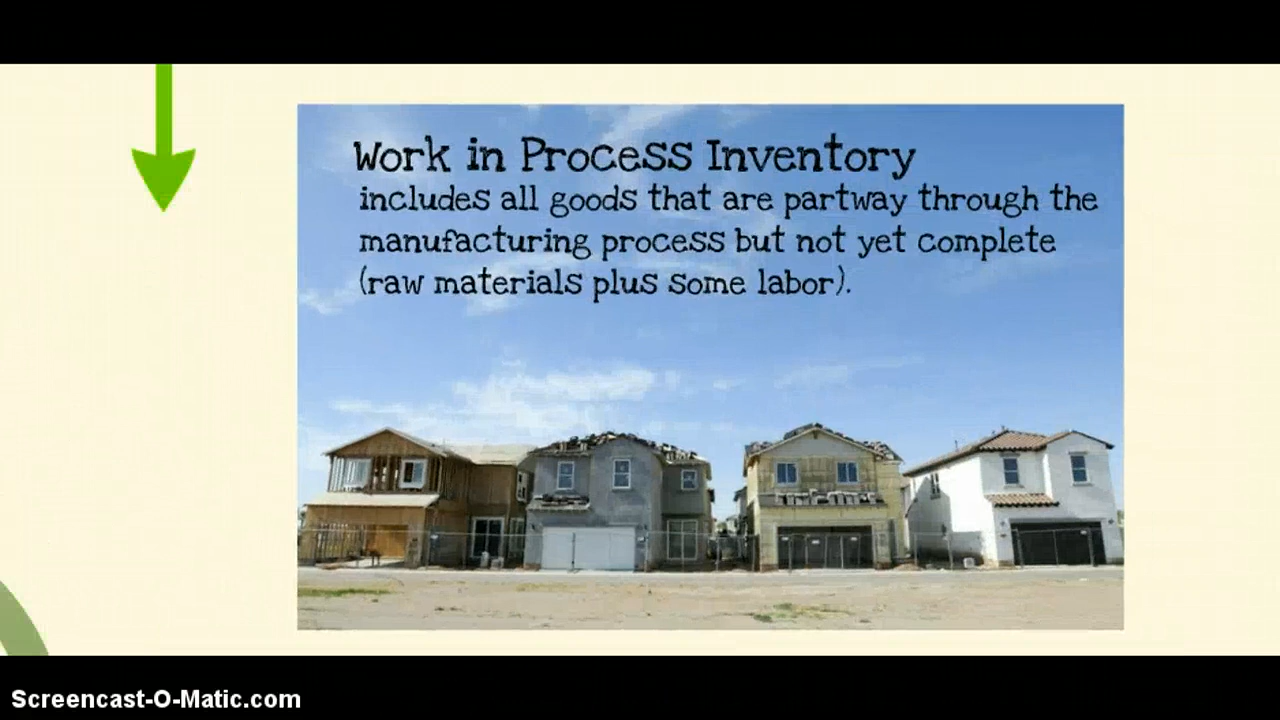 Work in Process Inventory
includes all goods that are partway through the
manufacturing process but not yet complete
(raw materials plus some labor).
Screencast-O-Matic.com